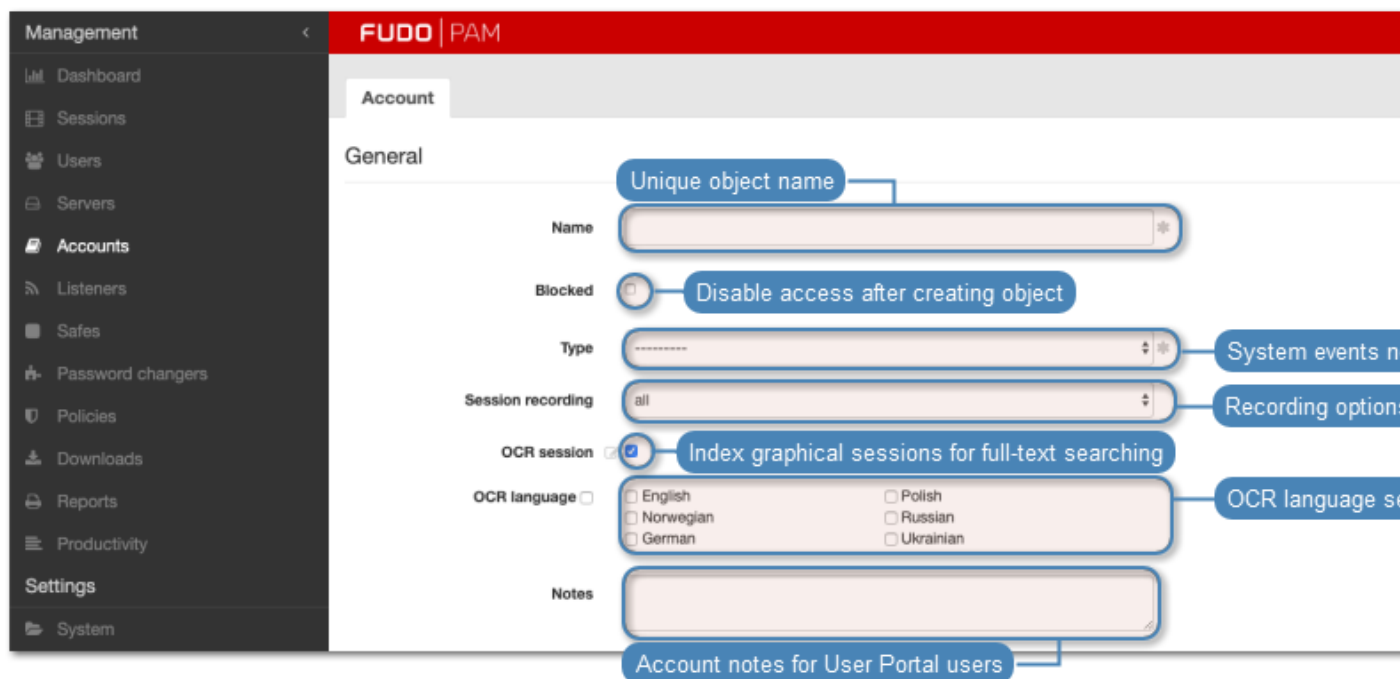 Management
Dashboard
Sessions
Users
Servers
Accounts
Listeners
Safes
Password changers
Policies
Downloads
Reports
Productivity
Settings
System
FUDO | PAM
Account
General
Unique object name
Name
Blocked
Disable access after creating object
Type
---------
System events
Session recording
all
Recording options
OCR session
Index graphical sessions for full-text searching
OCR language
English
Polish
Norwegian
Russian
German
Ukrainian
OCR language
Notes
Account notes for User Portal users